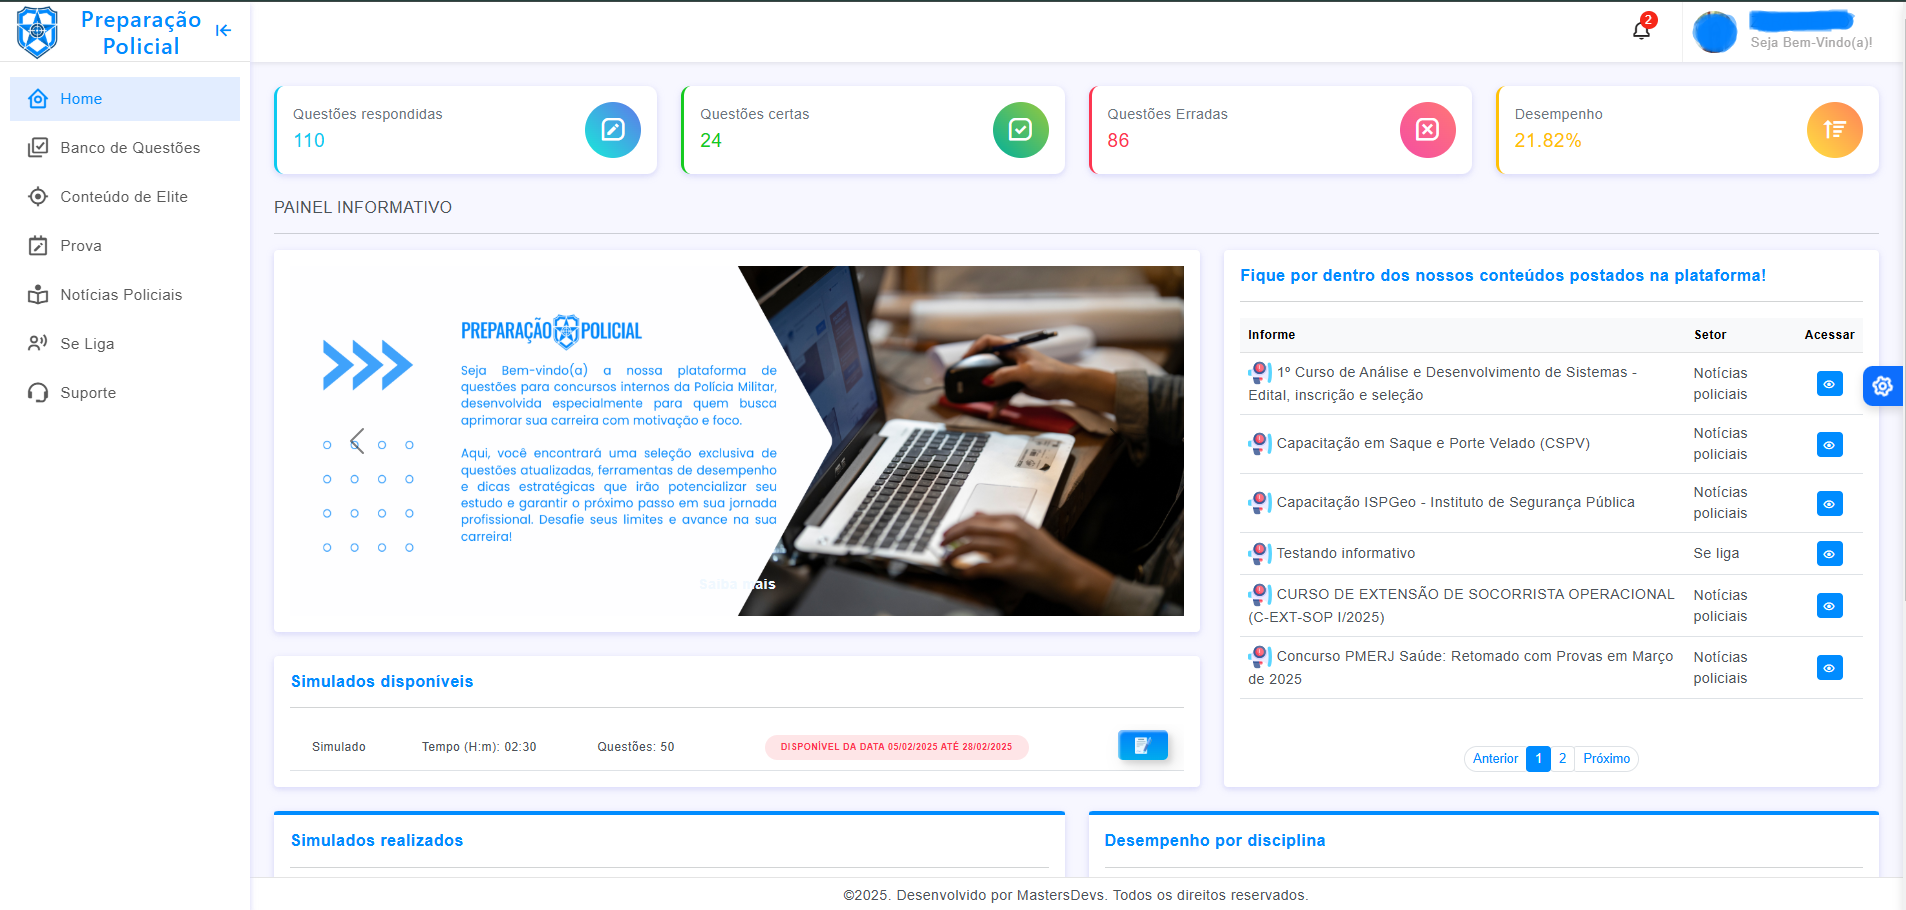 Preparação
Policial
2
Seja Bem-Vindo(a)!
Home
Banco de Questões
Conteúdo de Elite
Prova
Notícias Policiais
Se Liga
Suporte
Questões respondidas
110
Questões certas
24
Questões Erradas
86
Desempenho
21.82%
PAINEL INFORMATIVO
PREPARAÇÃO POLICIAL
Seja Bem-vindo(a) a nossa plataforma de
questões para concursos internos da Polícia Militar,
desenvolvida especialmente para quem busca
aprimorar sua carreira com motivação e foco.
Aqui, você encontrará uma seleção exclusiva de
questões atualizadas, ferramentas de desempenho
e dicas estratégicas que irão potencializar seu
estudo e garantir o próximo passo em sua jornada
profissional. Desafie seus limites e avance na sua
carreira!
Saiba mais
Fique por dentro dos nossos conteúdos postados na plataforma!
Informe Setor Acessar
1º Curso de Análise e Desenvolvimento de Sistemas -
Edital, inscrição e seleção
Notícias
policiais
Capacitação em Saque e Porte Velado (CSPV)
Notícias
policiais
Capacitação ISPGeo - Instituto de Segurança Pública
Notícias
policiais
Testando informativo
Se liga
CURSO DE EXTENSÃO DE SOCORRISTA OPERACIONAL
(C-EXT-SOP I/2025)
Notícias
policiais
Concurso PMERJ Saúde: Retomado com Provas em Março
de 2025
Notícias
policiais
Anterior 1 2 Próximo
Simulados disponíveis
Simulado Tempo (H:m): 02:30 Questões: 50 DISPONÍVEL DA DATA 05/02/2025 ATÉ 28/02/2025
Simulados realizados
Desempenho por disciplina
©2025. Desenvolvido por MastersDevs. Todos os direitos reservados.